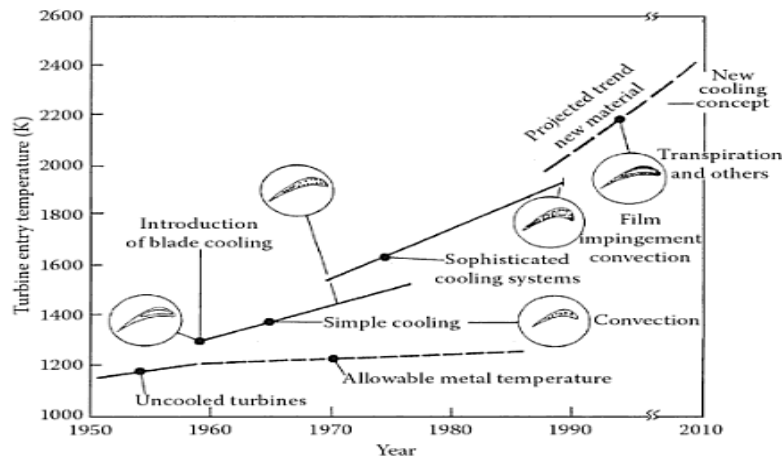 2600
2400
2200
2000
1800
1600
1400
1200
1000
Turbine entry temperature (K)
1950
1960
1970
1980
1990
2010
Year
Projected trend
new material
New
cooling
concept
Transpiration
and others
Introduction
of blade cooling
Film
impingement
convection
Sophisticated
cooling systems
Simple cooling
Convection
Allowable metal temperature
Uncooled turbines